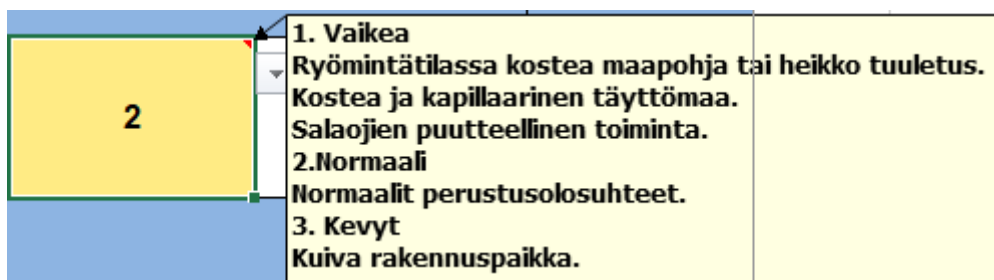 2
1. Vaikea
Ryömintätilassa kostea maapohja tai heikko tuuletus.
Kostea ja kapillaarinen täyttömaa.
Salaojien puutteellinen toiminta.
2.Normaali
Normaalit perustusolosuhteet.
3. Kevyt
Kuiva rakennuspaikka.